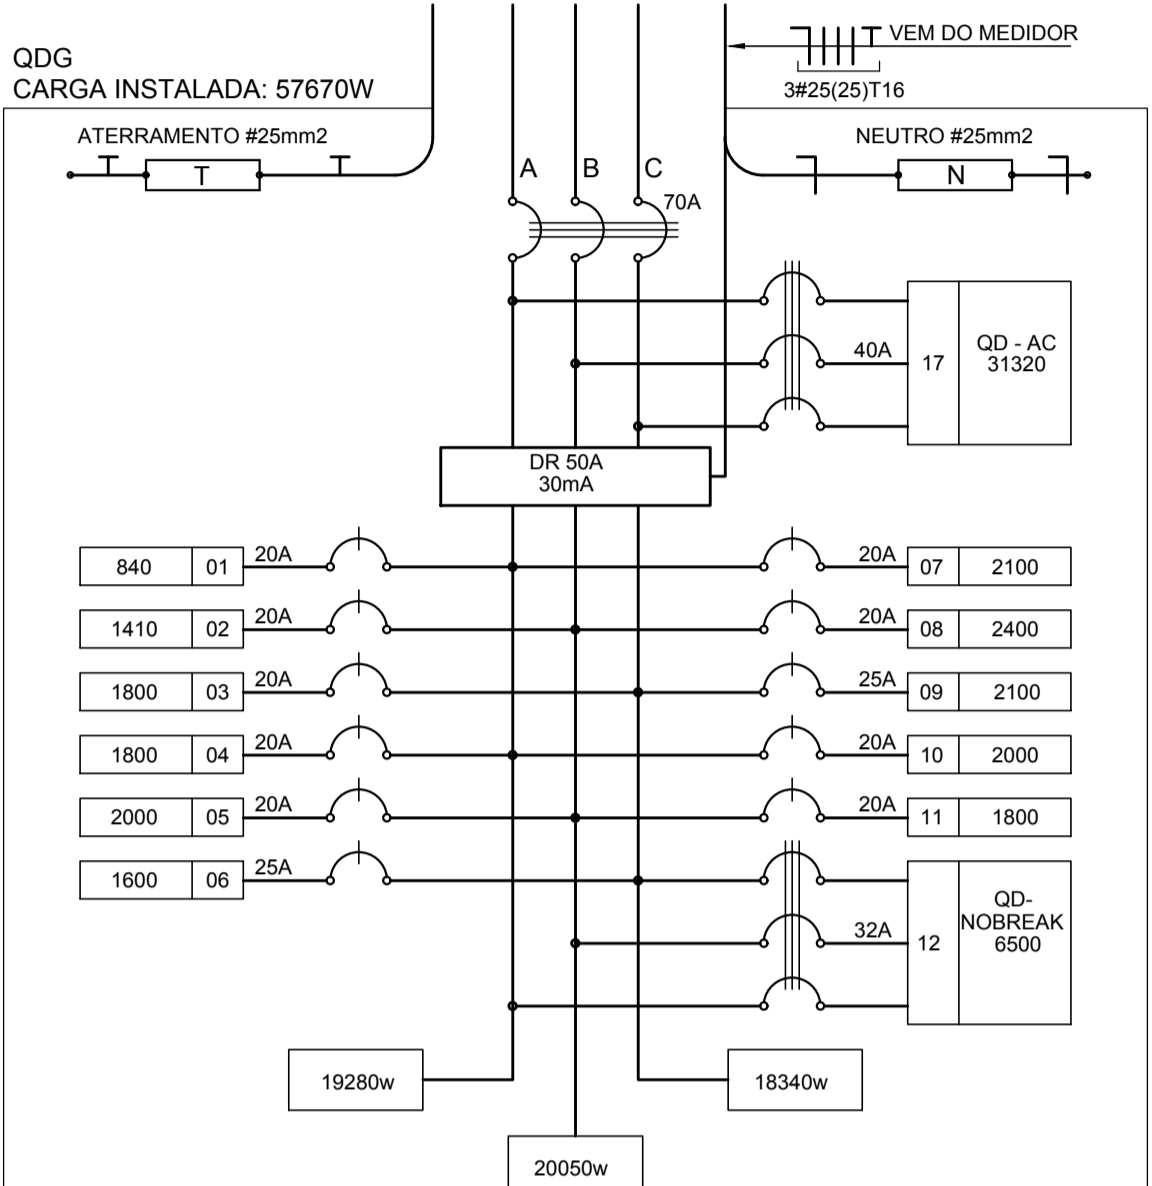 QDG
CARGA INSTALADA: 57670W
VEM DO MEDIDOR
3#25(25)T16
ATERRAMENTO #25mm2
T
NEUTRO #25mm2
N
A
B
C
70A
40A
17
QD - AC
31320
DR 50A
30mA
840
01
20A
20A
07
2100
1410
02
20A
20A
08
2400
1800
03
20A
25A
09
2100
1800
04
20A
20A
10
2000
2000
05
20A
20A
11
1800
1600
06
25A
32A
12
QD-
NOBREAK
6500
19280w
18340w
20050w